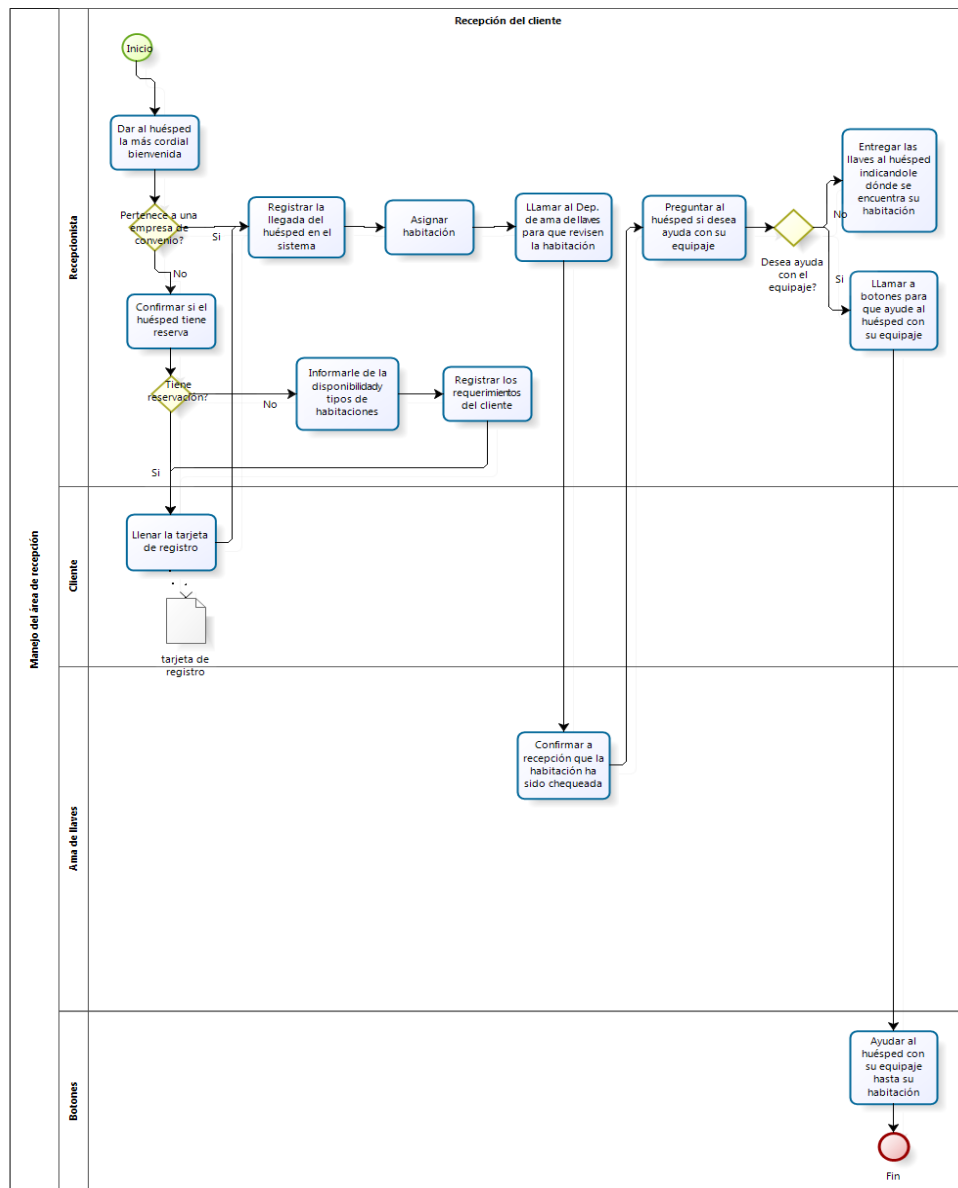 Recepción del cliente
Manejo del área de recepción
Recepcionista
Inicio
Dar al huésped
la más cordial
bienvenida
Pertenece a una
empresa de
convenio?
Si
No
Registrar la
llegada del
huésped en el
sistema
Asignar
habitación
LLamar al Dep.
de ama de llaves
para que revisen
la habitación
Preguntar al
huésped si desea
ayuda con su
equipaje
Desea ayuda
con el
equipaje?
No
Si
Entregar las
llaves al huésped
indicandole
dónde se
encuentra su
habitación
LLamar a
botones para
que ayude al
huésped con
su equipaje
Confirmar si el
huésped tiene
reserva
Tiene
reservación?
No
Si
Informarle de la
disponibilidady
tipos de
habitaciones
Registrar los
requerimientos
del cliente
Cliente
Llenar la tarjeta
de registro
tarjeta de
registro
Ama de llaves
Confirmar a
recepción que la
habitación ha
sido chequeada
Botones
Ayudar al
huésped con
su equipaje
hasta su
habitación
Fin